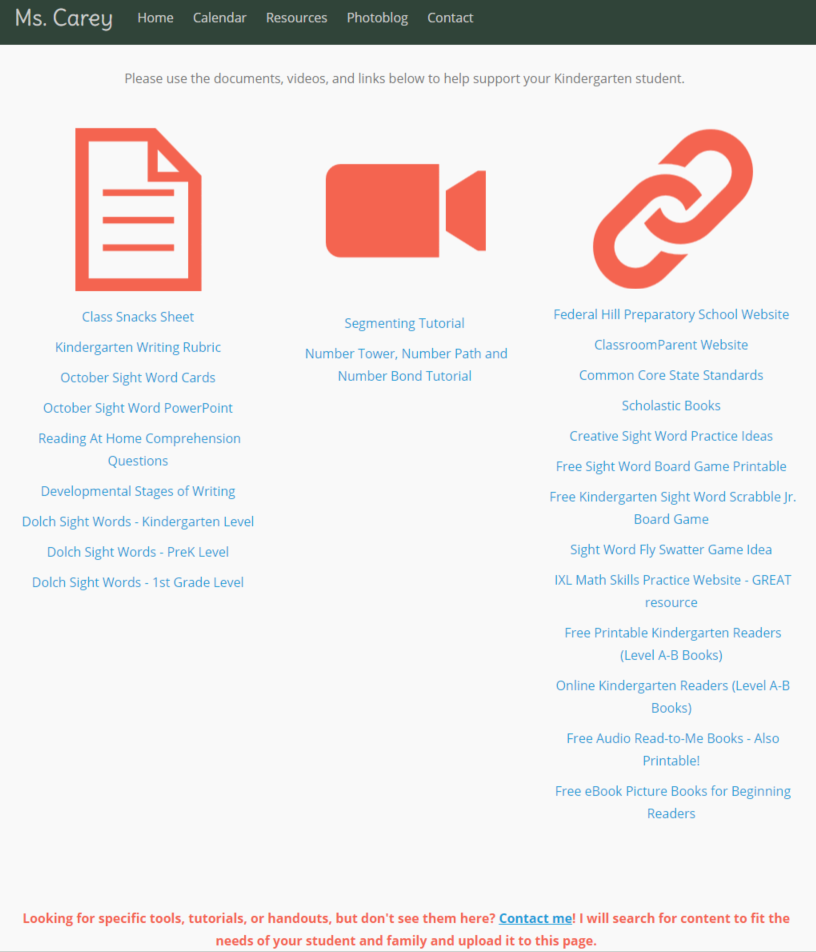 Ms. Carey Home Calendar Resources Photoblog Contact
Please use the documents, videos, and links below to help support your Kindergarten student.
Class Snacks Sheet
Kindergarten Writing Rubric
October Sight Word Cards
October Sight Word PowerPoint
Reading At Home Comprehension
Questions
Developmental Stages of Writing
Dolch Sight Words - Kindergarten Level
Dolch Sight Words - PreK Level
Dolch Sight Words - 1st Grade Level
Segmenting Tutorial
Number Tower, Number Path and
Number Bond Tutorial
Federal Hill Preparatory School Website
ClassroomParent Website
Common Core State Standards
Scholastic Books
Creative Sight Word Practice Ideas
Free Sight Word Board Game Printable
Free Kindergarten Sight Word Scrabble Jr.
Board Game
Sight Word Fly Swatter Game Idea
IXL Math Skills Practice Website - GREAT
resource
Free Printable Kindergarten Readers
(Level A-B Books)
Online Kindergarten Readers (Level A-B
Books)
Free Audio Read-to-Me Books - Also
Printable!
Free eBook Picture Books for Beginning
Readers
Looking for specific tools, tutorials, or handouts, but don't see them here? Contact me! I will search for content to fit the
needs of your student and family and upload it to this page.